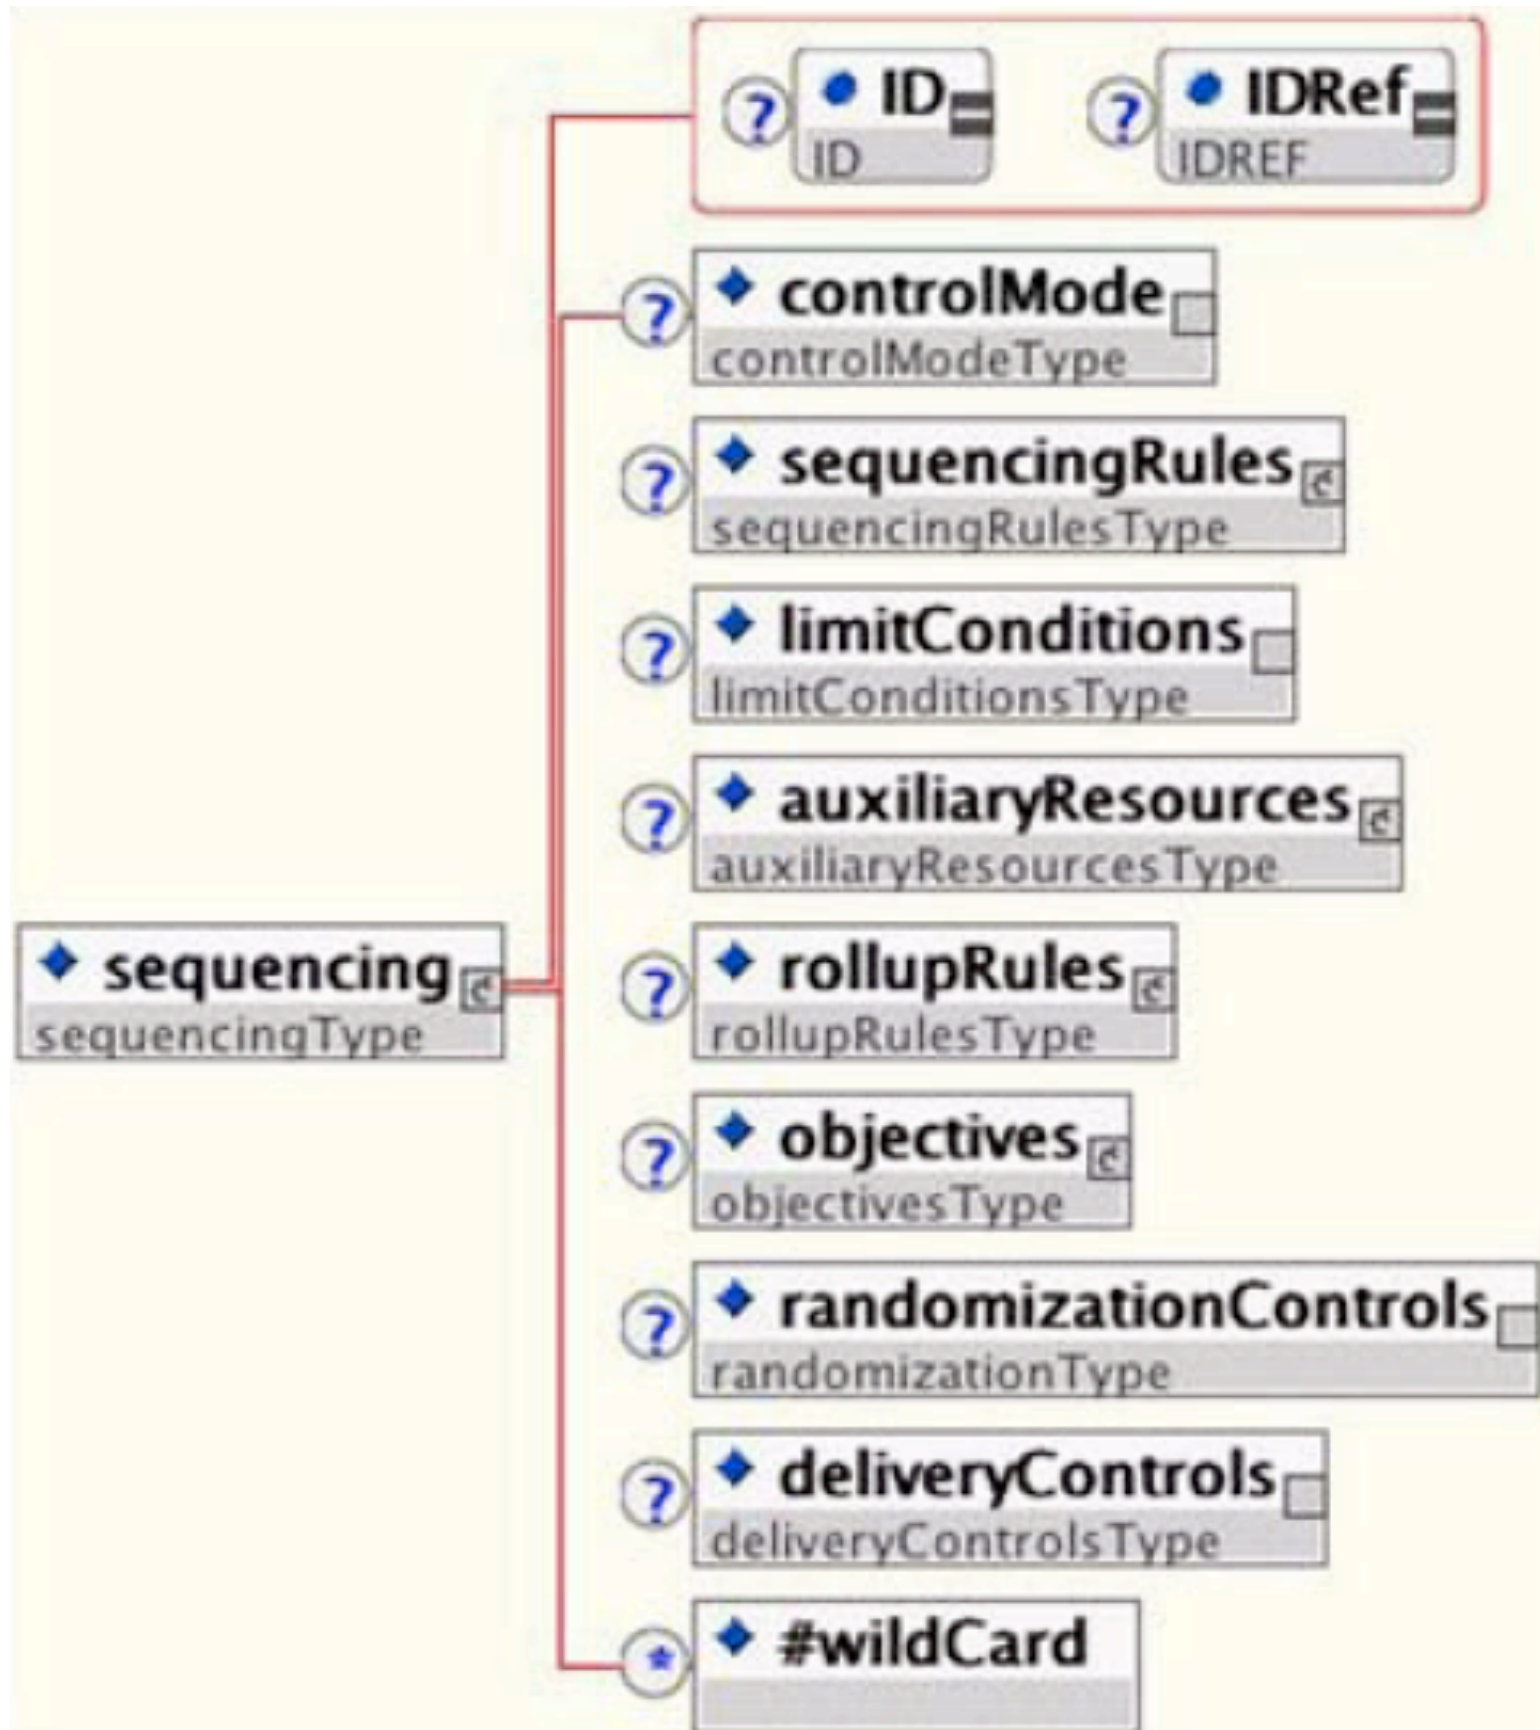 ? ID ? IDRef
ID IDREF
? controlMode
controlModeType
? sequencingRules
sequencingRulesType
? limitConditions
limitConditionsType
? auxiliaryResources
auxiliaryResourcesType
sequencing
sequencingType
? rollupRules
rollupRulesType
? objectives
objectivesType
? randomizationControls
randomizationType
? deliveryControls
deliveryControlsType
* #wildCard